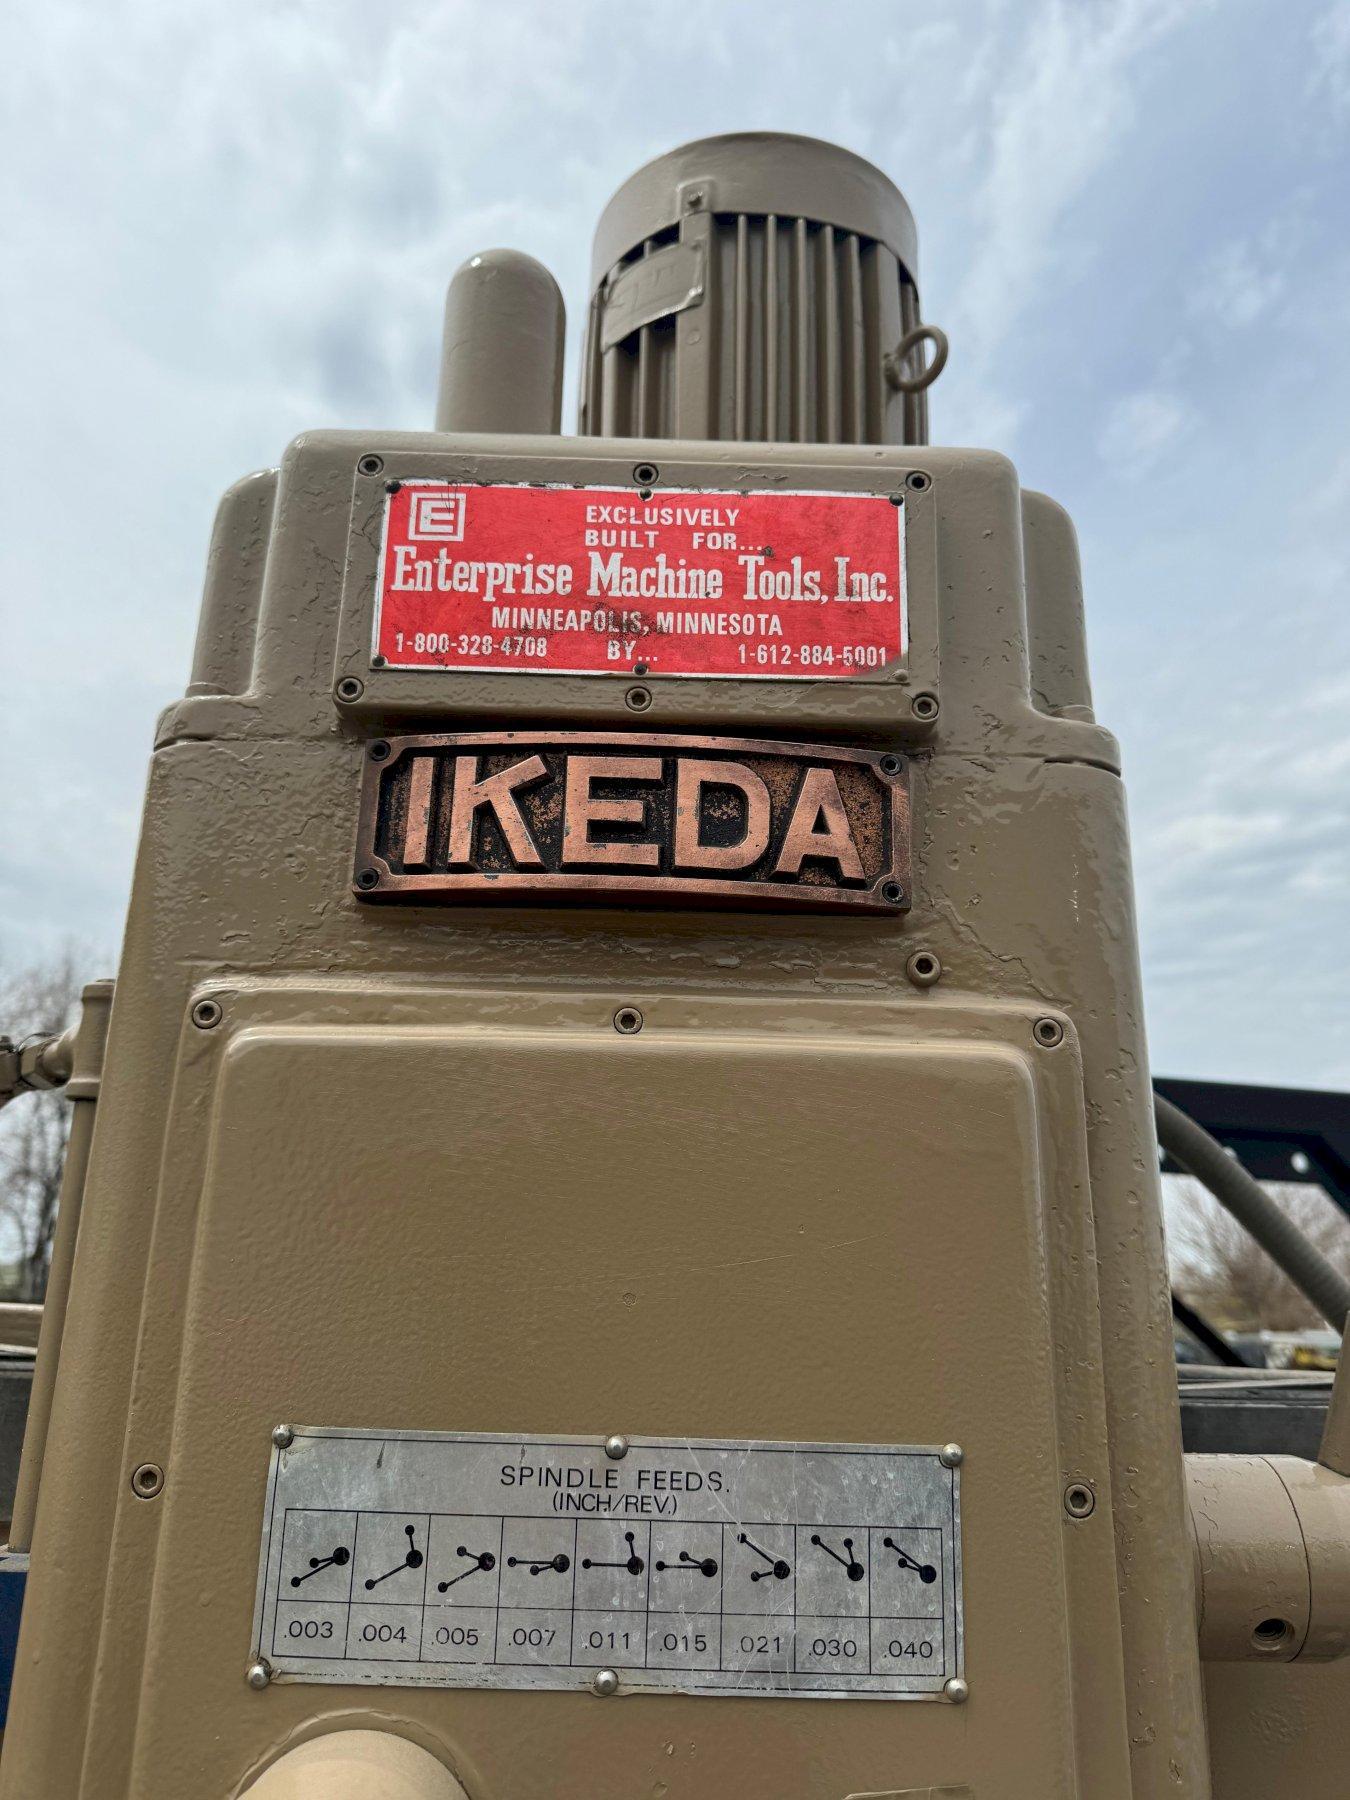 E
EXCLUSIVELY
BUILT FOR...
Enterprise Machine Tools, Inc.
MINNEAPOLIS, MINNESOTA
1-800-328-4708 BY... 1-612-884-5001
IKEDA
SPINDLE FEEDS.
(INCH/REV.)
.003 .004 .005 .007 .011 .015 .021 .030 .040